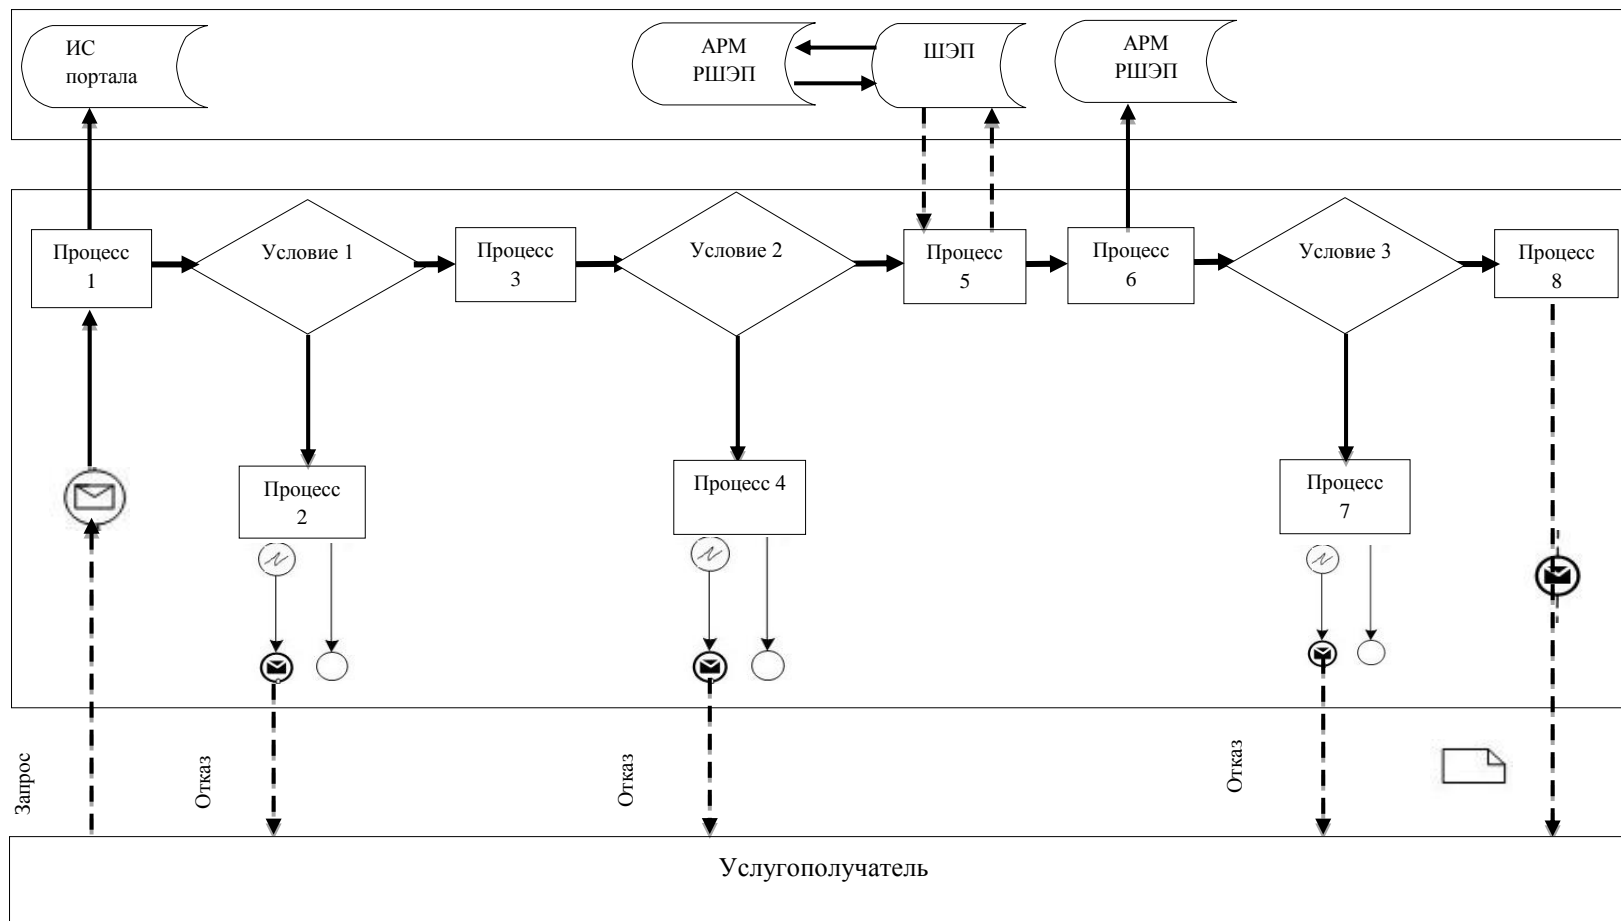 ИС
портала
АРМ
РШЭП
ШЭП
АРМ
РШЭП
Процесс
1
Условие 1
Процесс
3
Условие 2
Процесс
5
Процесс
6
Условие 3
Процесс
8
Процесс
2
Процесс 4
Процесс
7
Запрос
Отказ
Отказ
Отказ
Услугополучатель